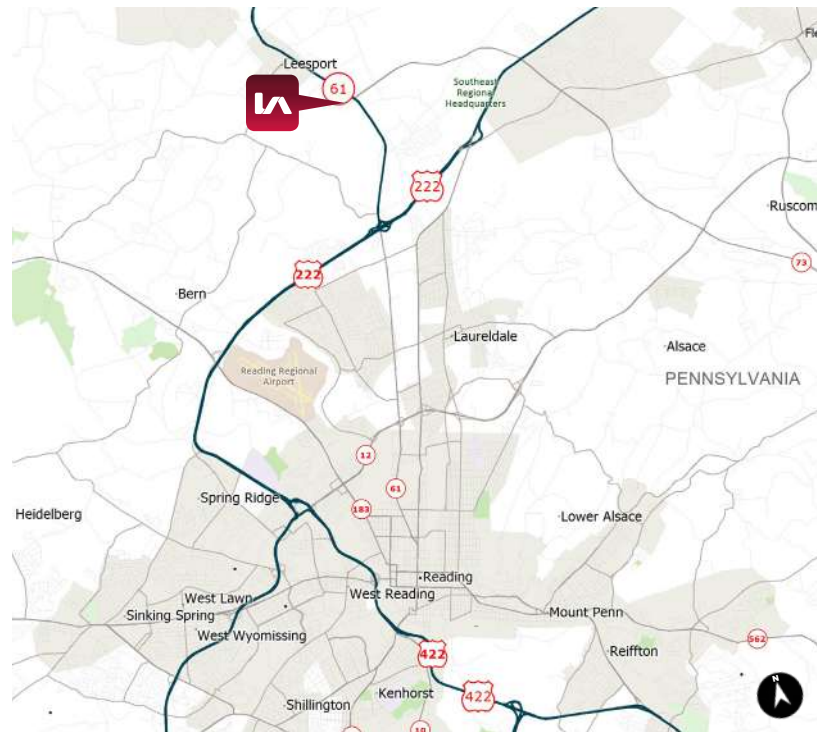 Leesport
61
Southeast
Regional
Headquarters
Fle
222
Ruscom
73
222
Bern
Laureldale
Alsace
Reading Regional
Airport
PENNSYLVANIA
12
61
Spring Ridge
183
Heidelberg
Lower Alsace
Reading
West Lawn
West Reading
Sinking Spring
Mount Penn
West Wyomissing
562
422
Reiffton
Kenhorst
422
Shillington
10
N